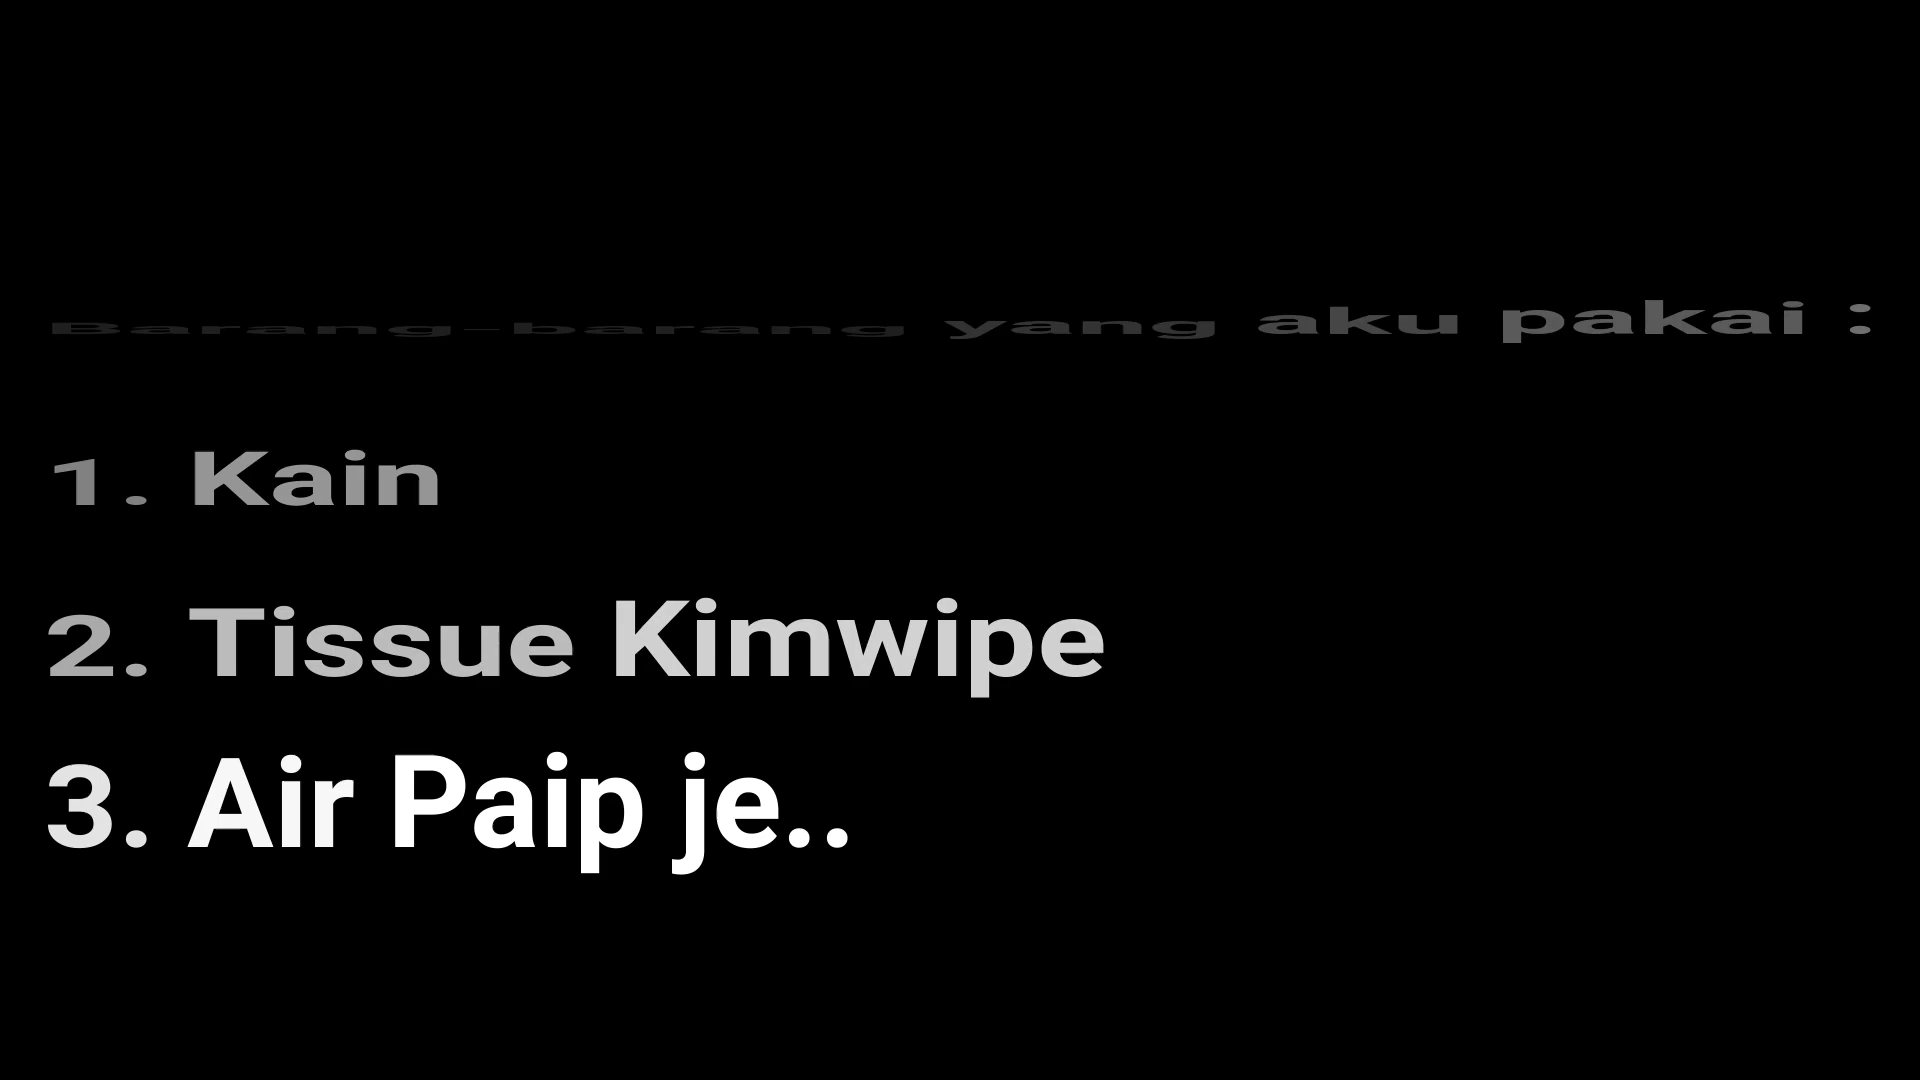 Barang-barang yang aku pakai :
1. Kain
2. Tissue Kimwipe
3. Air Paip je..